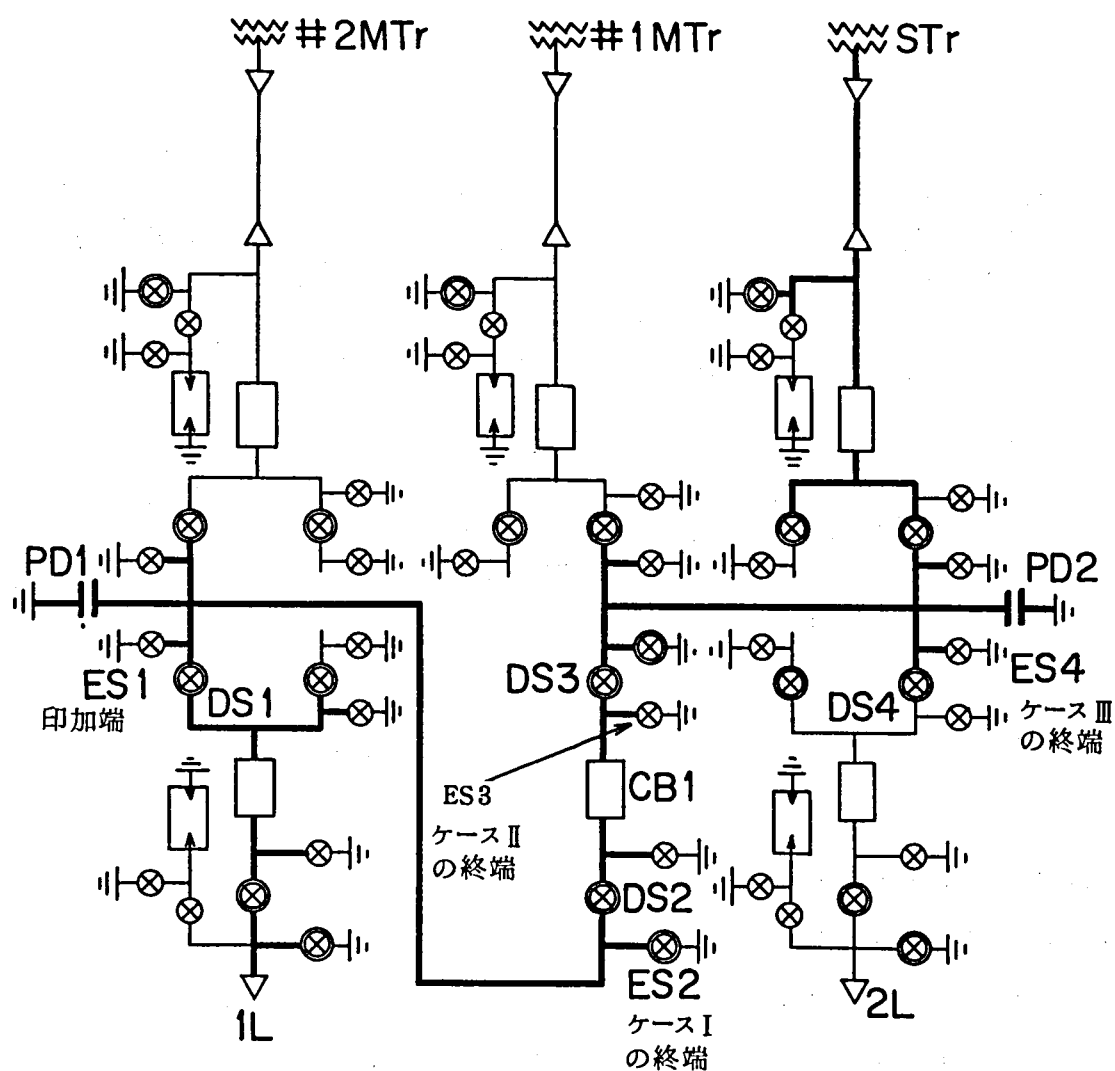 #2MTr
#1MTr
STr
PD1
PD2
ES1
印加端
DS1
DS3
DS4
ES4
ケースⅢ
の終端
ES3
ケースⅡ
の終端
CB1
DS2
ES2
ケースⅠ
の終端
1L
2L